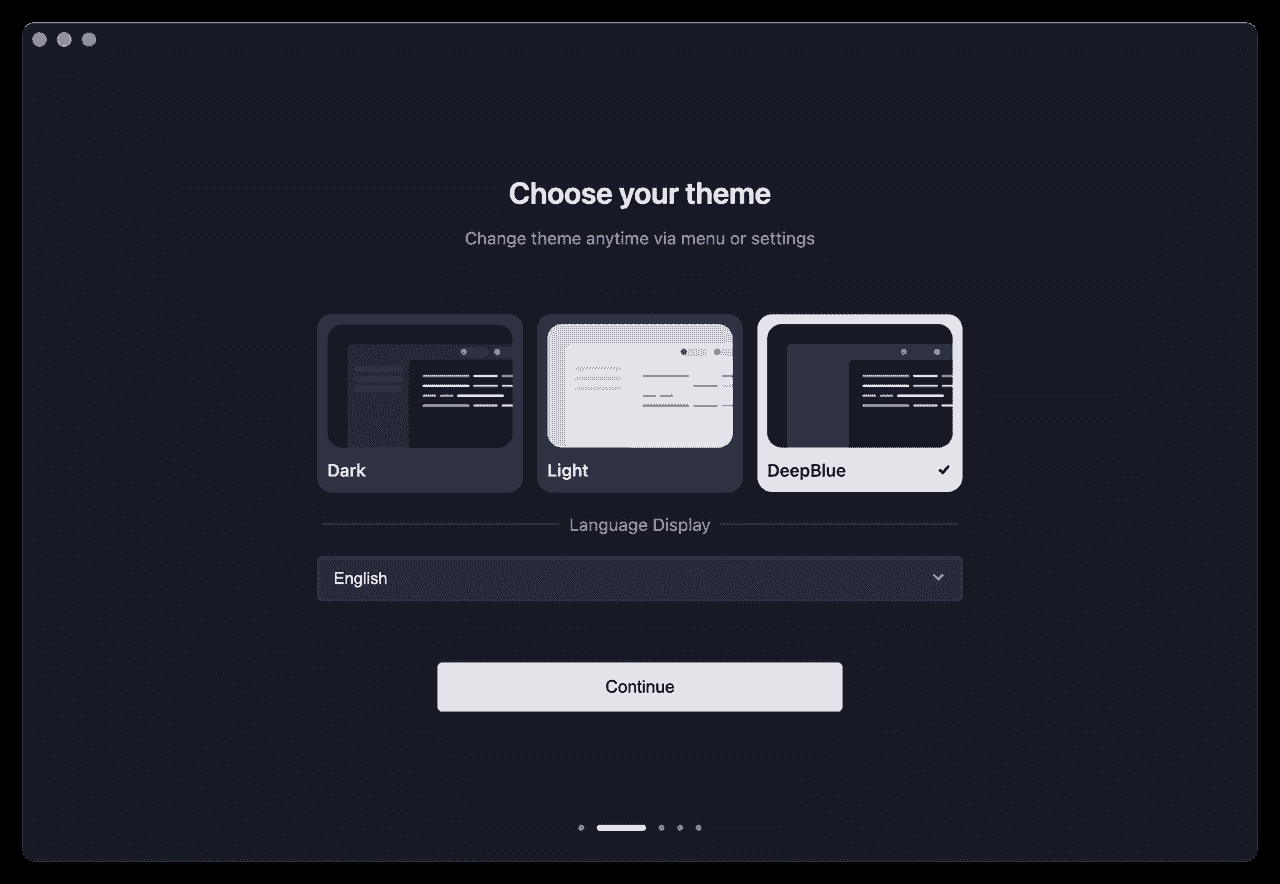 Choose your theme
Change theme anytime via menu or settings
Dark
Light
DeepBlue
Language Display
English
Continue